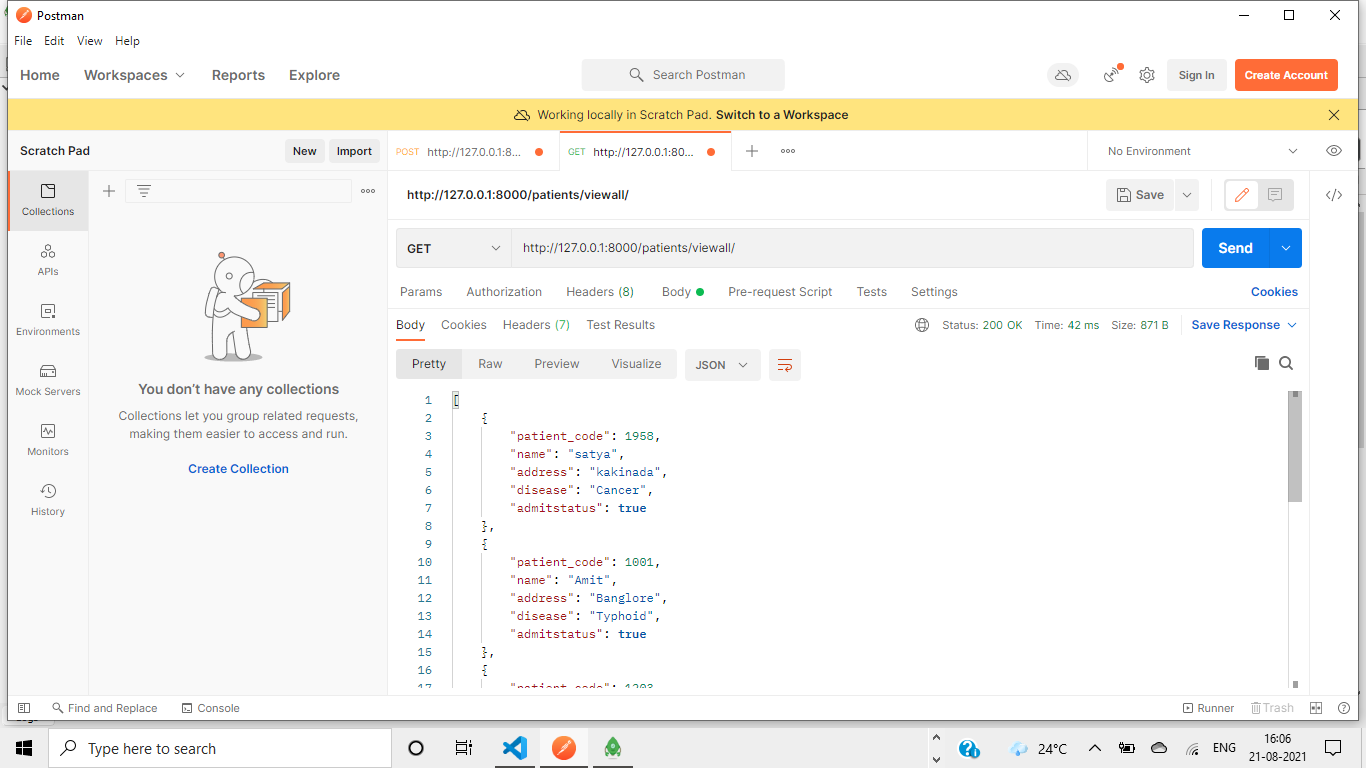 Postman
File Edit View Help
Home Workspaces Reports Explore Search Postman Sign In Create Account
Working locally in Scratch Pad. Switch to a Workspace
Scratch Pad New Import POST http://127.0.0.1:8... GET http://127.0.0.1:80... No Environment
Collections
APIs
Environments
Mock Servers
Monitors
History
You don't have any collections
Collections let you group related requests,
making them easier to access and run.
Create Collection
http://127.0.0.1:8000/patients/viewall/ Save
GET http://127.0.0.1:8000/patients/viewall/ Send
Params Authorization Headers (8) Body Pre-request Script Tests Settings Cookies
Body Cookies Headers (7) Test Results Status: 200 OK Time: 42 ms Size: 871 B Save Response
Pretty Raw Preview Visualize JSON
1 [
2 {
3 "patient_code": 1958,
4 "name": "satya",
5 "address": "kakinada",
6 "disease": "Cancer",
7 "admitstatus": true
8 },
9 {
10 "patient_code": 1001,
11 "name": "Amit",
12 "address": "Banglore",
13 "disease": "Typhoid",
14 "admitstatus": true
15 },
16 {
17 "patient_code": 1203,
Find and Replace Console Runner Trash
Type here to search 24°C ENG 16:06
21-08-2021